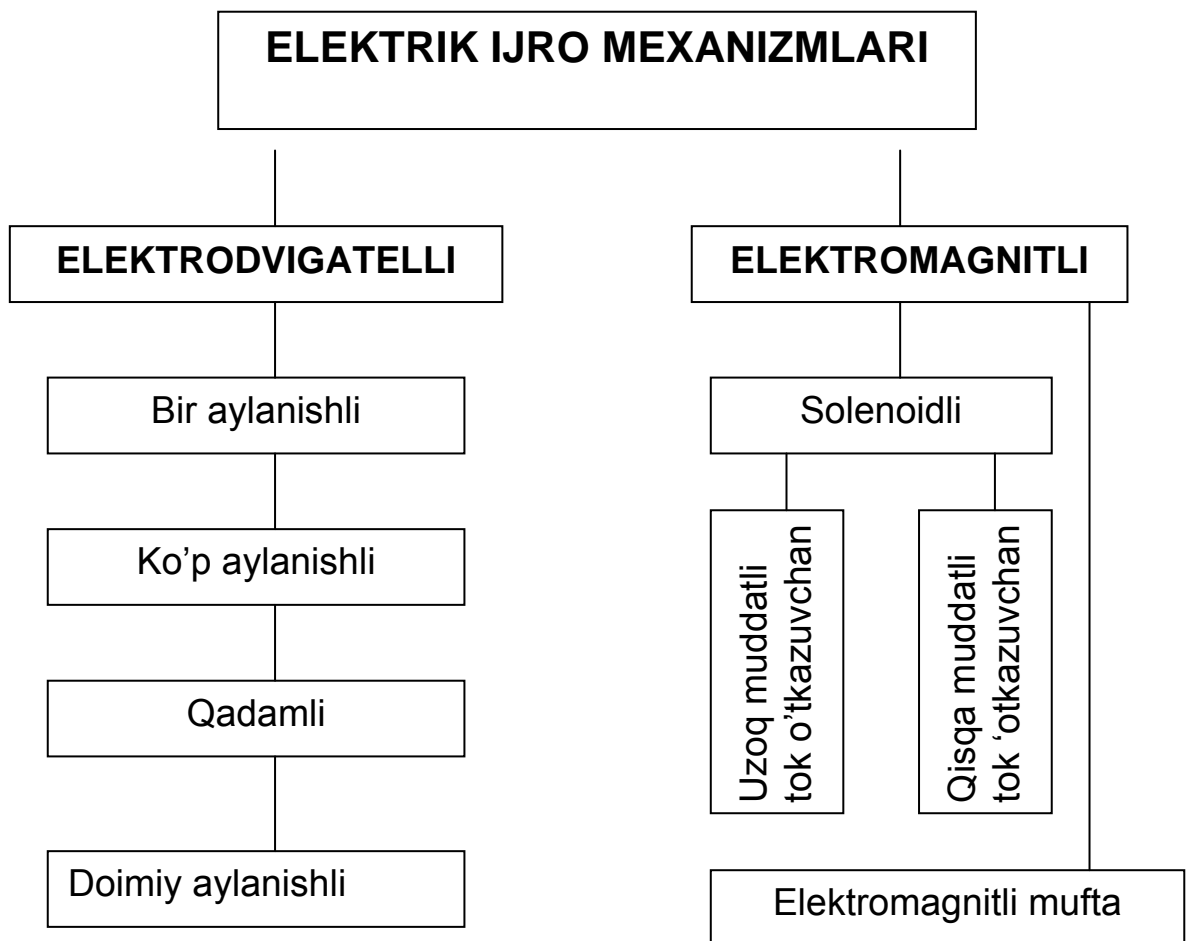 ELEKTRIK IJRO MEXANIZMLARI
ELEKTRODVIGATELLI
ELEKTROMAGNITLI
Bir aylanishli
Solenoidli
Ko’p aylanishli
Uzoq muddatli
tok o’tkazuvchan
Qisqa muddatli
tok ‘otkazuvchan
Qadamli
Doimiy aylanishli
Elektromagnitli mufta